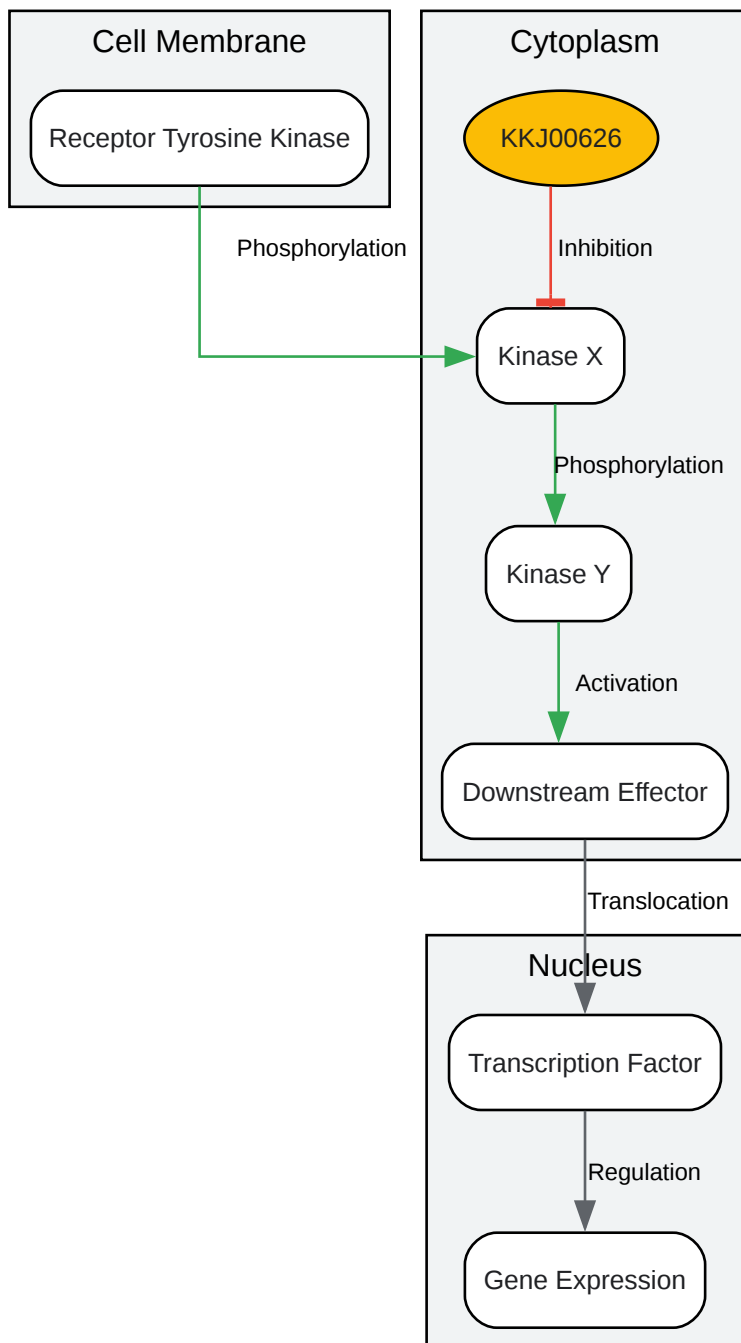 Cell Membrane
Cytoplasm
Receptor Tyrosine Kinase
KKJ00626
Phosphorylation
Inhibition
Kinase X
Phosphorylation
Kinase Y
Activation
Downstream Effector
Translocation
Nucleus
Transcription Factor
Regulation
Gene Expression